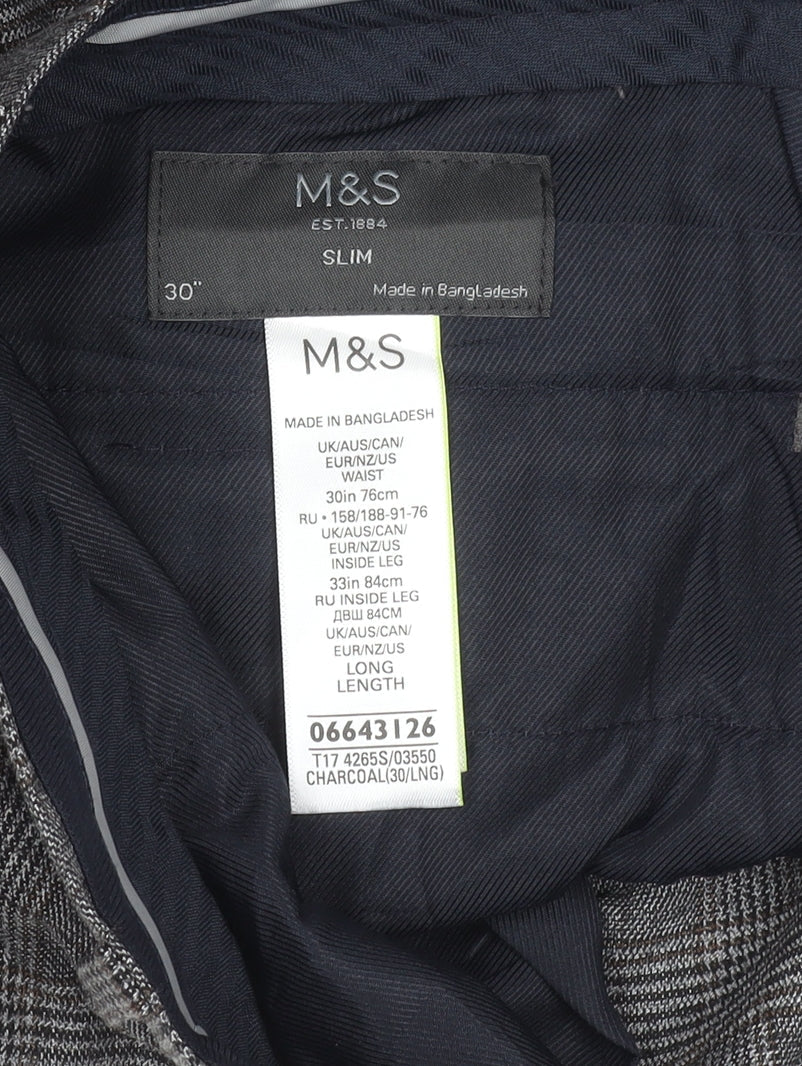 M&S
EST.1884
SLIM
30"
Made in Bangladesh
M&S
MADE IN BANGLADESH
UK/AUS/CAN/
EUR/NZ/US
WAIST
30in 76cm
RU • 158/188-91-76
UK/AUS/CAN/
EUR/NZ/US
INSIDE LEG
33in 84cm
RU INSIDE LEG
ДВШ 84CM
UK/AUS/CAN/
EUR/NZ/US
LONG
LENGTH
06643126
T17 4265S/03550
CHARCOAL(30/LNG)